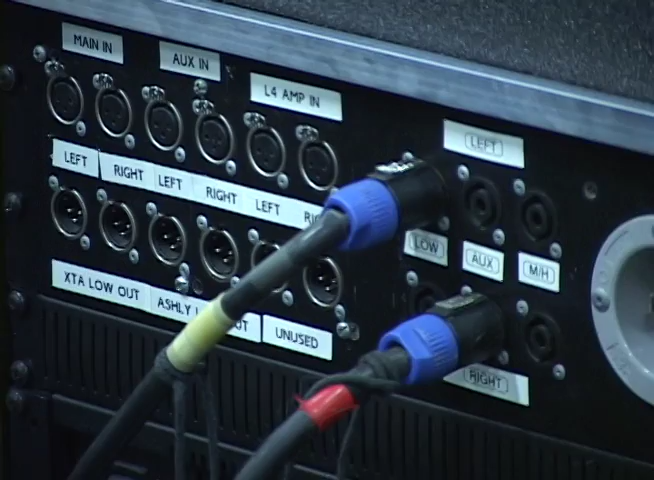 MAIN IN
AUX IN
L4 AMP IN
LEFT
LEFT RIGHT LEFT RIGHT LEFT
LOW AUX M/H
XTA LOW OUT ASHLY UNUSED
RIGHT